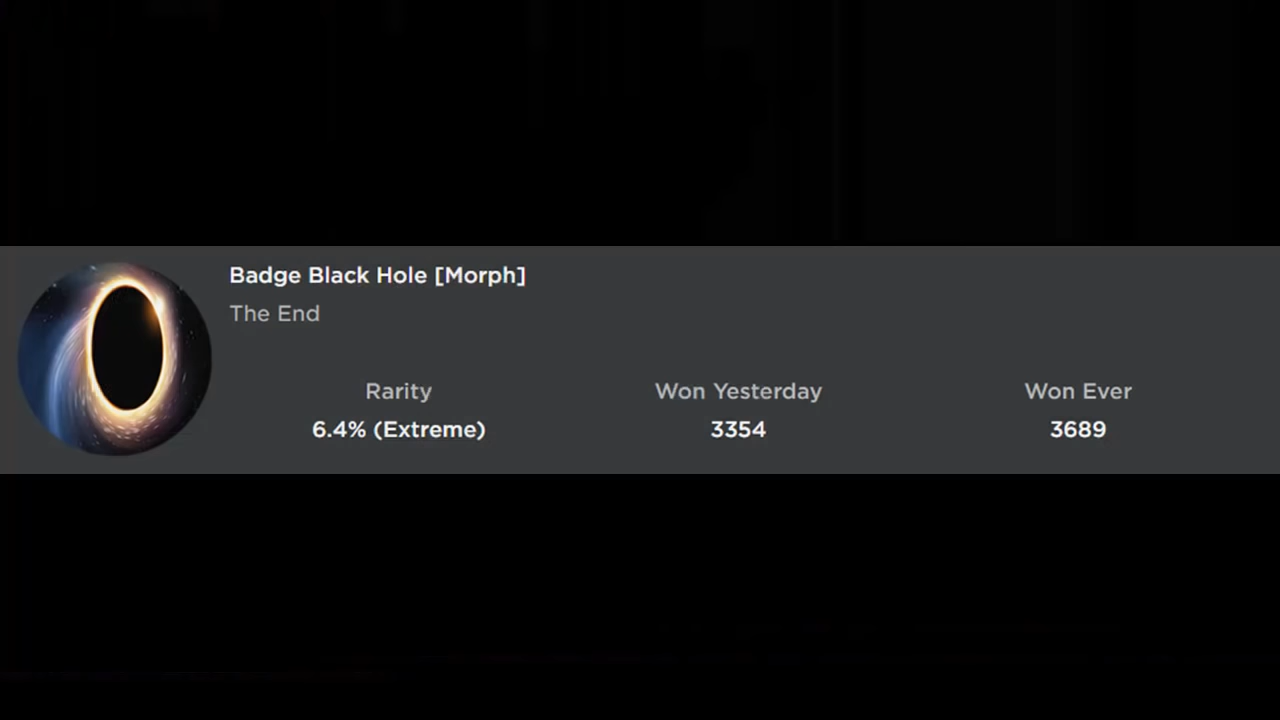 Badge Black Hole [Morph]
The End
Rarity Won Yesterday Won Ever
6.4% (Extreme) 3354 3689